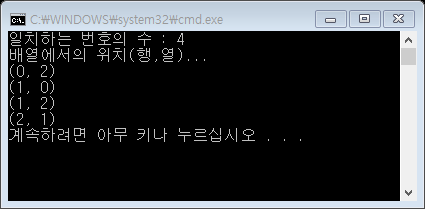 C:\WINDOWS\system32\cmd.exe
일치하는 번호의 수 : 4
배열에서의 위치(행,열)...
(0, 2)
(1, 0)
(1, 2)
(2, 1)
계속하려면 아무 키나 누르십시오 . . .